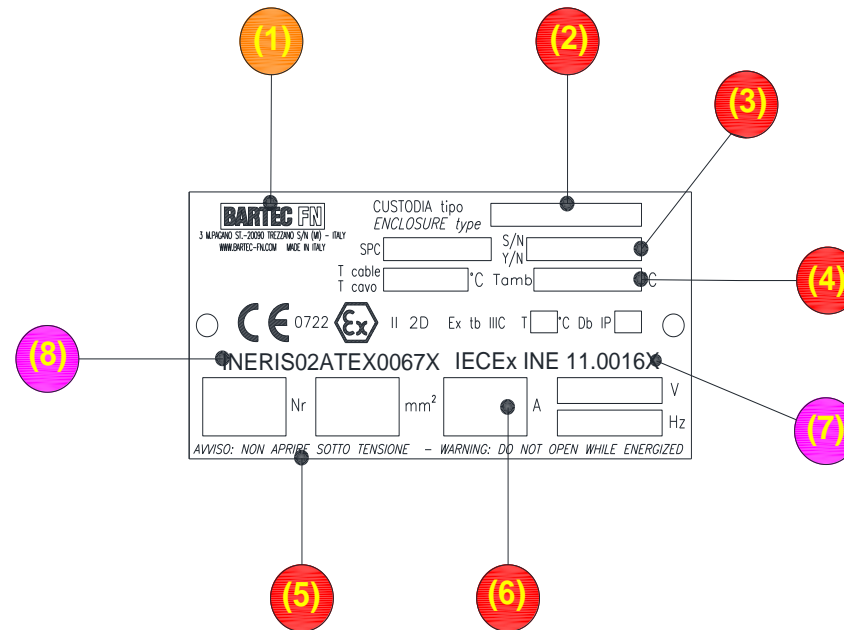 (1)
(2)
(3)
BARTEC FN
CUSTODIA tipo
ENCLOSURE type
3 M.PAGANO ST.-20090 TREZZANO S/N (MI) - ITALY
WWW.BARTEC-FN.COM MADE IN ITALY
SPC
S/N
Y/N
T cable
T cavo
°C Tamb C
(4)
CE 0722 Ex II 2D Ex tb IIIC T °C Db IP
(8)
INERIS02ATEX0067X IECEx INE 11.0016X
Nr mm² A V
Hz
(7)
AVVISO: NON APRIRE SOTTO TENSIONE - WARNING: DO NOT OPEN WHILE ENERGIZED
(5)
(6)